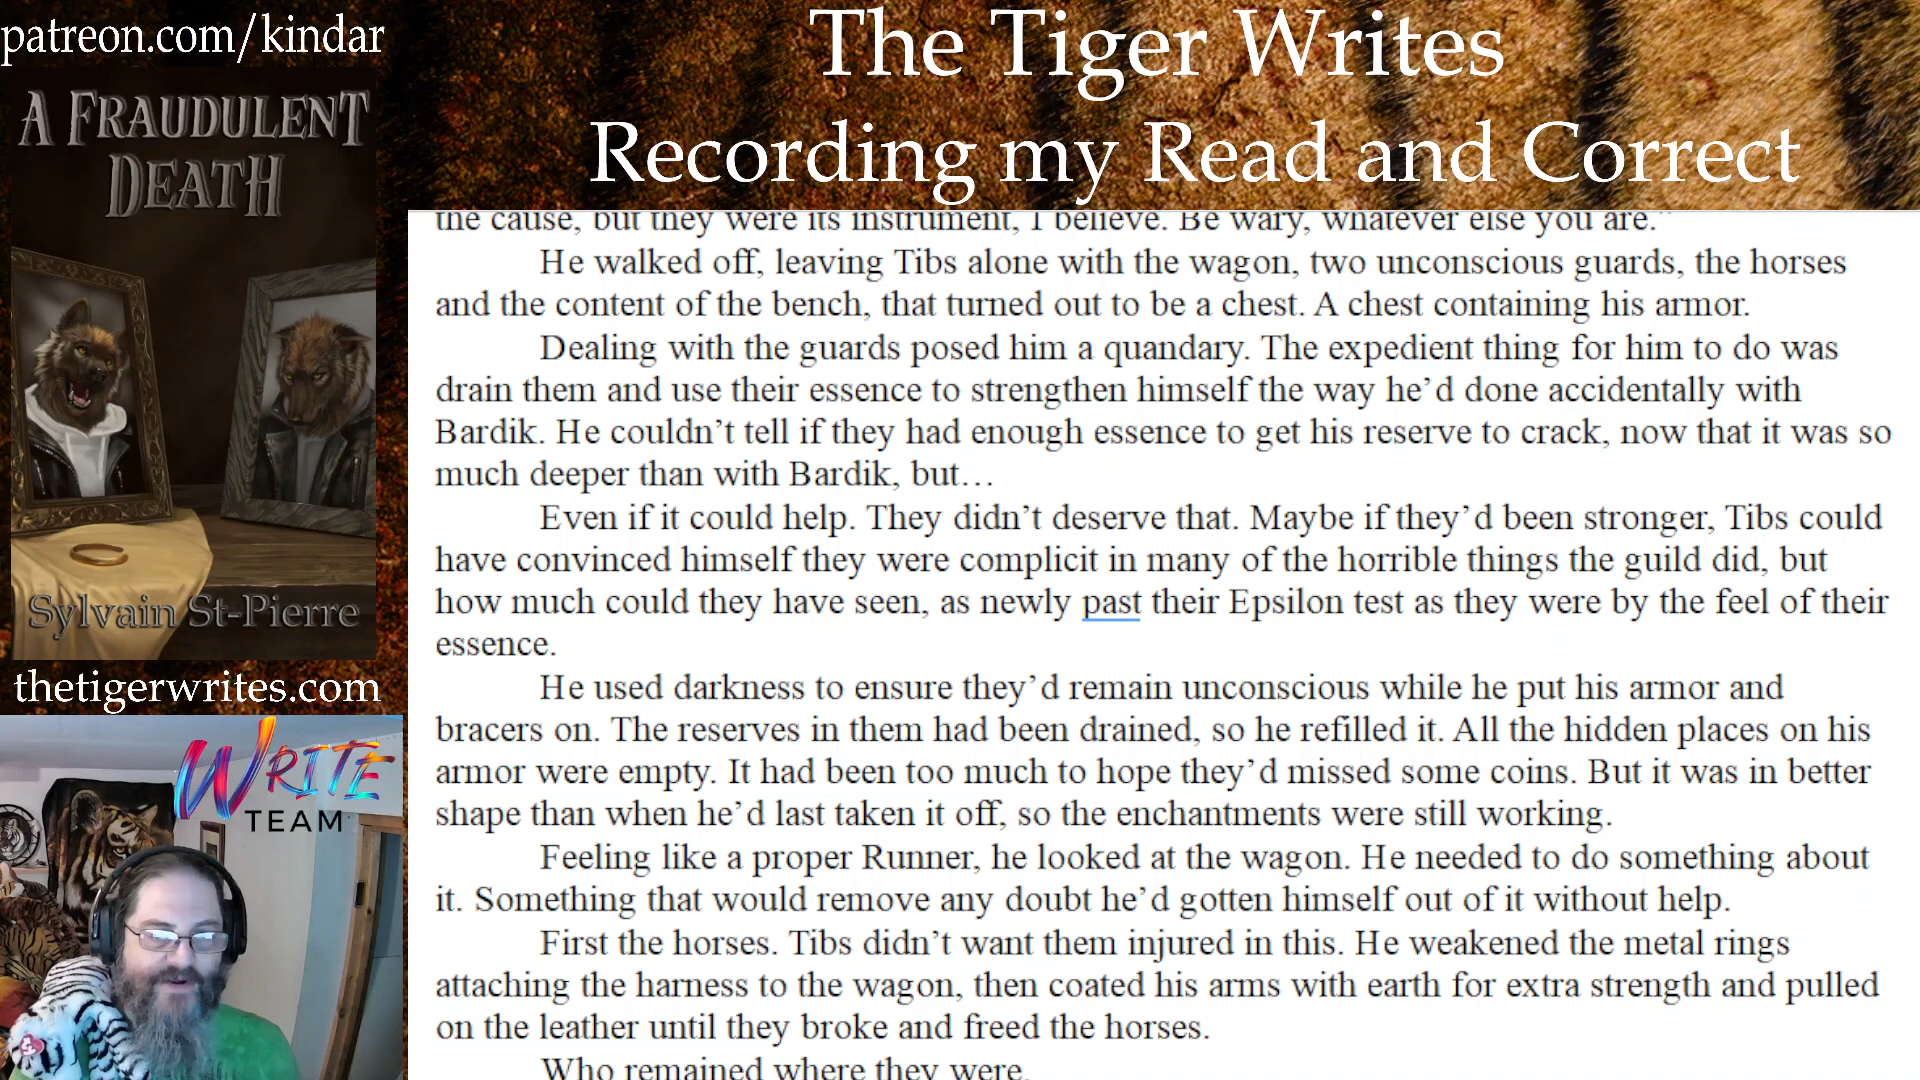 patreon.com/kindar
A FRAUDULENT
DEATH
Sylvain St-Pierre
thetigerwrites.com
WRITE
TEAM
The Tiger Writes
Recording my Read and Correct
the cause, but they were its instrument, I believe. Be wary, whatever else you are.”
He walked off, leaving Tibs alone with the wagon, two unconscious guards, the horses
and the content of the bench, that turned out to be a chest. A chest containing his armor.
Dealing with the guards posed him a quandary. The expedient thing for him to do was
drain them and use their essence to strengthen himself the way he’d done accidentally with
Bardik. He couldn’t tell if they had enough essence to get his reserve to crack, now that it was so
much deeper than with Bardik, but…
Even if it could help. They didn’t deserve that. Maybe if they’d been stronger, Tibs could
have convinced himself they were complicit in many of the horrible things the guild did, but
how much could they have seen, as newly past their Epsilon test as they were by the feel of their
essence.
He used darkness to ensure they’d remain unconscious while he put his armor and
bracers on. The reserves in them had been drained, so he refilled it. All the hidden places on his
armor were empty. It had been too much to hope they’d missed some coins. But it was in better
shape than when he’d last taken it off, so the enchantments were still working.
Feeling like a proper Runner, he looked at the wagon. He needed to do something about
it. Something that would remove any doubt he’d gotten himself out of it without help.
First the horses. Tibs didn’t want them injured in this. He weakened the metal rings
attaching the harness to the wagon, then coated his arms with earth for extra strength and pulled
on the leather until they broke and freed the horses.
Who remained where they were.